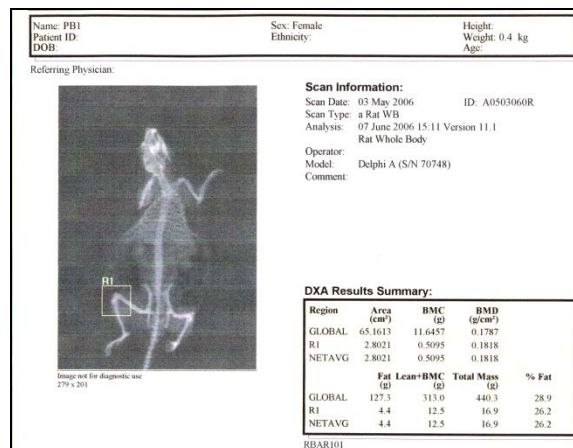 Name: PB1 Sex: Female Height:
Patient ID: Ethnicity: Weight: 0.4 kg
DOB: Age:
Referring Physician:
Scan Information:
Scan Date: 03 May 2006 ID: A0503060R
Scan Type: a Rat WB
Analysis: 07 June 2006 15:11 Version 11.1
Rat Whole Body
Operator:
Model: Delphi A (S/N 70748)
Comment:
R1
Image not for diagnostic use
279 x 201
DXA Results Summary:
Region Area BMC BMD
(cm²) (g) (g/cm²)
GLOBAL 65.1613 11.6457 0.1787
R1 2.8021 0.5095 0.1818
NETAVG 2.8021 0.5095 0.1818
Fat Lean+BMC Total Mass % Fat
(g) (g) (g)
GLOBAL 127.3 313.0 440.3 28.9
R1 4.4 12.5 16.9 26.2
NETAVG 4.4 12.5 16.9 26.2
RBAR101